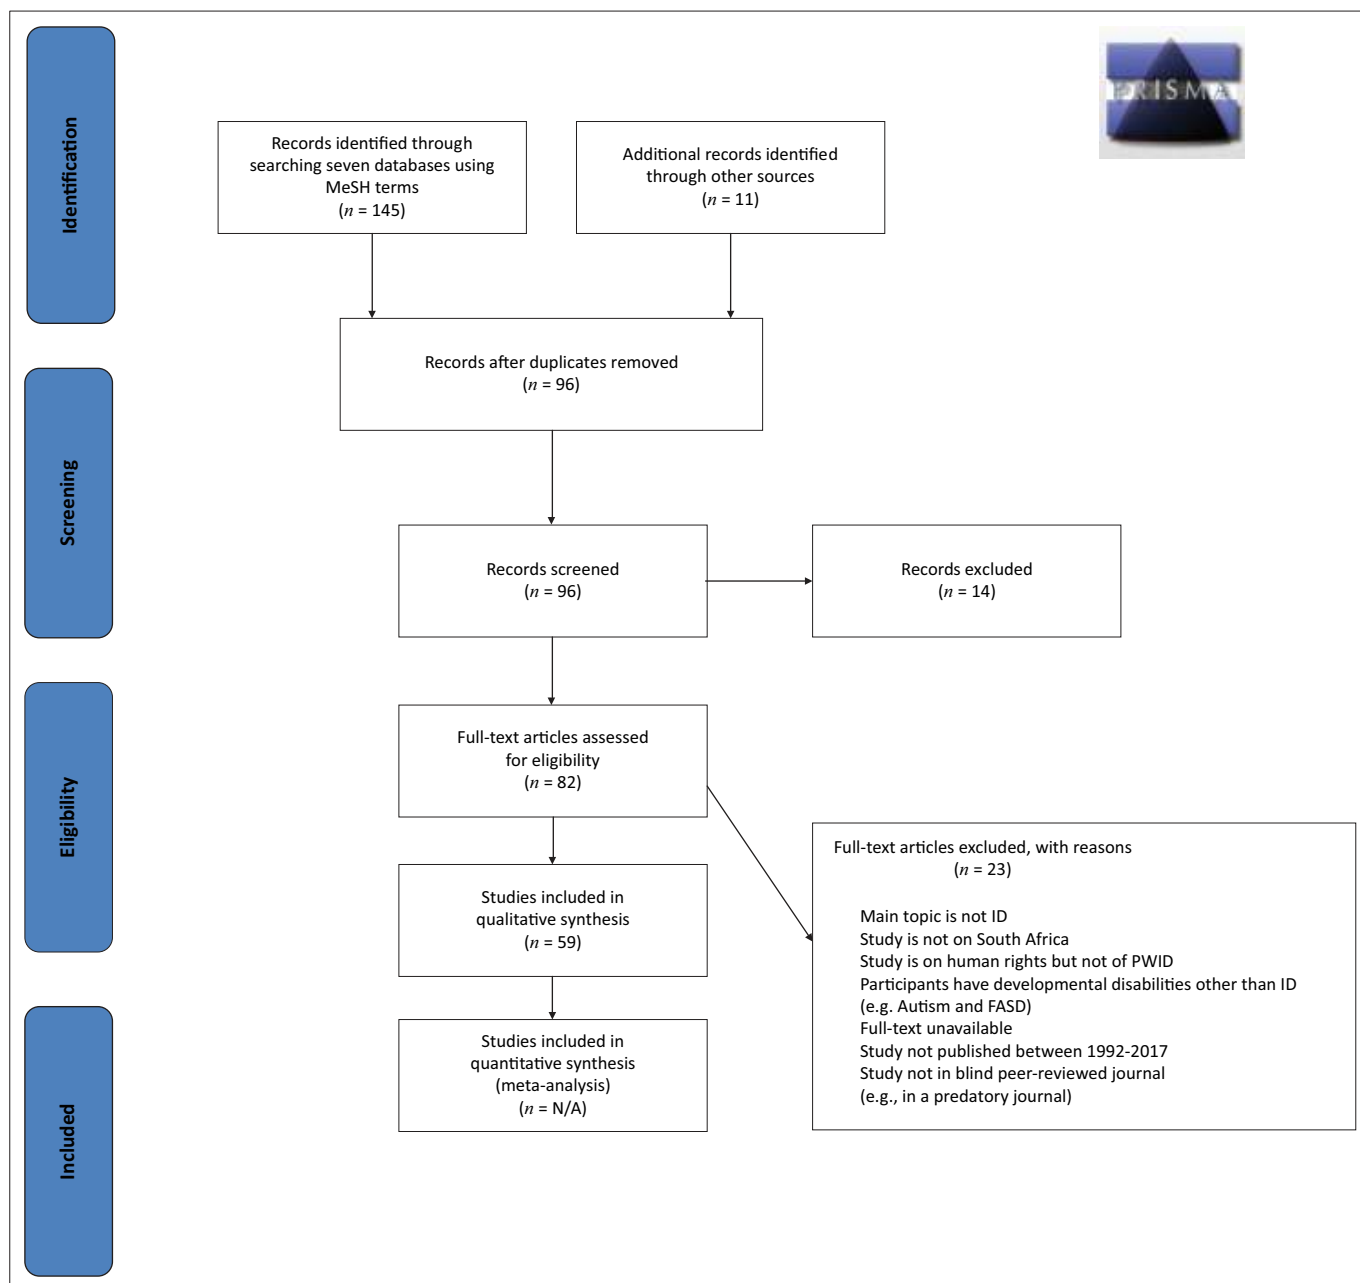 Identification
PRISMA
Records identified through
searching seven databases using
MeSH terms
(n = 145)
Additional records identified
through other sources
(n = 11)
Records after duplicates removed
(n = 96)
Screening
Records screened
(n = 96)
Records excluded
(n = 14)
Eligibility
Full-text articles assessed
for eligibility
(n = 82)
Full-text articles excluded, with reasons
(n = 23)
Main topic is not ID
Study is not on South Africa
Study is on human rights but not of PWID
Participants have developmental disabilities other than ID
(e.g. Autism and FASD)
Full-text unavailable
Study not published between 1992-2017
Study not in blind peer-reviewed journal
(e.g., in a predatory journal)
Studies included in
qualitative synthesis
(n = 59)
Included
Studies included in
quantitative synthesis
(meta-analysis)
(n = N/A)